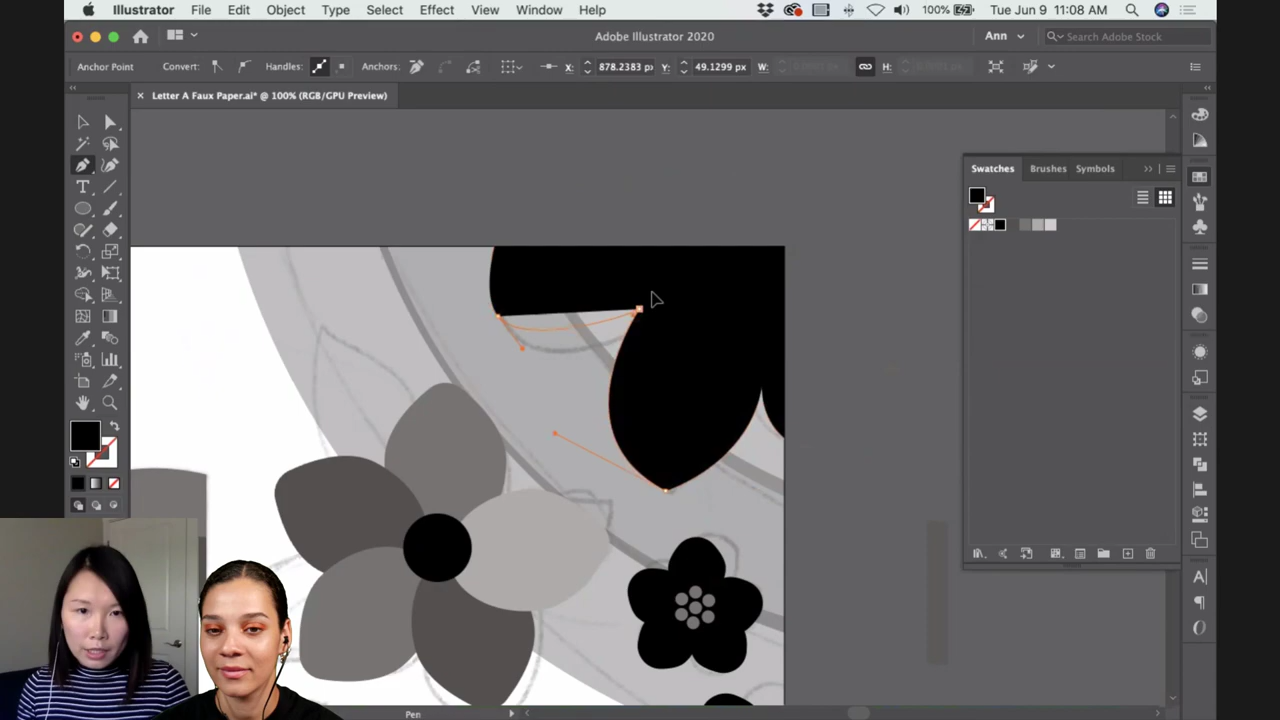 Illustrator File Edit Object Type Select Effect View Window Help 100% Tue Jun 9 11:08 AM
Adobe Illustrator 2020 Ann Search Adobe Stock
Anchor Point Convert: Handles: Anchors: X: 878.2383 px Y: 49.1299 px W: H:
Letter A Faux Paper.ai* @ 100% (RGB/GPU Preview)
Swatches Brushes Symbols
Pen